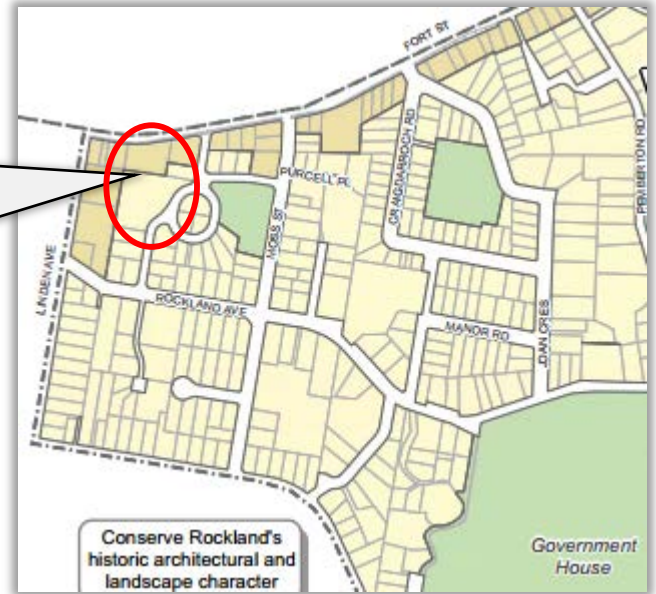 FORT ST
PURCELL PL
CRAIGDARROCH RD
PEMBERTON RD
MOSS ST
LINDEN AVE
ROCKLAND AVE
MANOR RD
JOAN CRES
Conserve Rockland's
historic architectural and
landscape character
Government
House